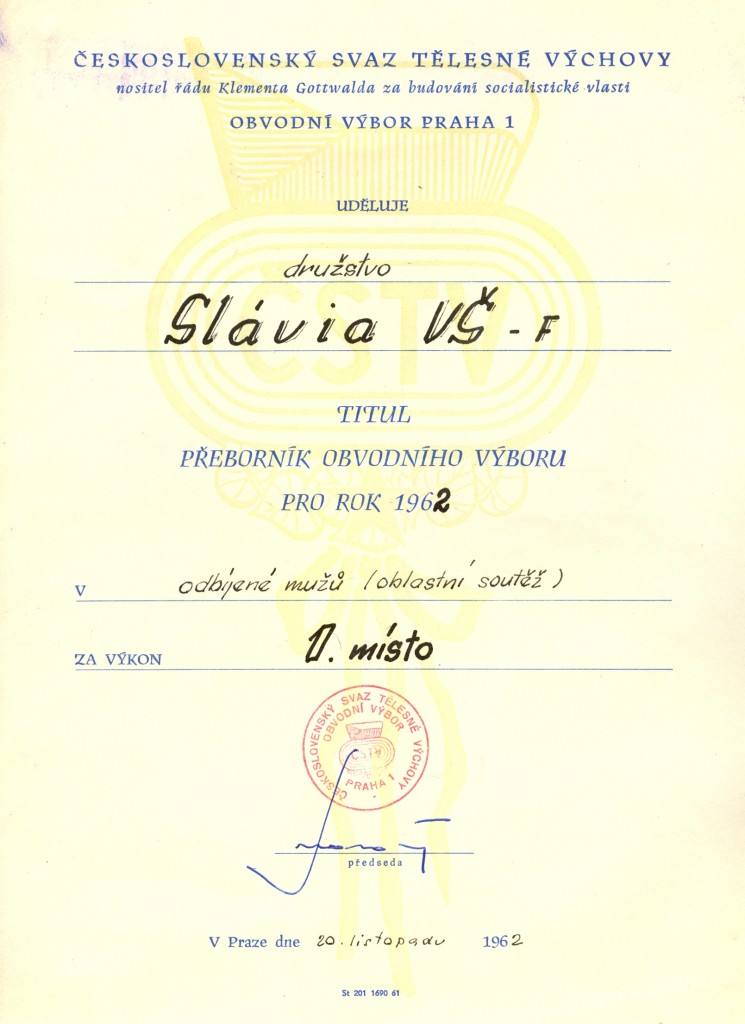 ČESKOSLOVENSKÝ SVAZ TĚLESNÉ VÝCHOVY
nositel řádu Klementa Gottwalda za budování socialistické vlasti
OBVODNÍ VÝBOR PRAHA 1
UDĚLUJE
družstvo
Slávia VŠ - F
ČSTV
TITUL
PŘEBORNÍK OBVODNÍHO VÝBORU
PRO ROK 1962
V odbíjené mužů (oblastní soutěž)
ZA VÝKON II. místo
ČESKOSLOVENSKÝ SVAZ TĚLESNÉ VÝCHOVY
OBVODNÍ VÝBOR
ČSTV
PRAHA 1
předseda
V Praze dne 20. listopadu 1962
St 201 1690 61